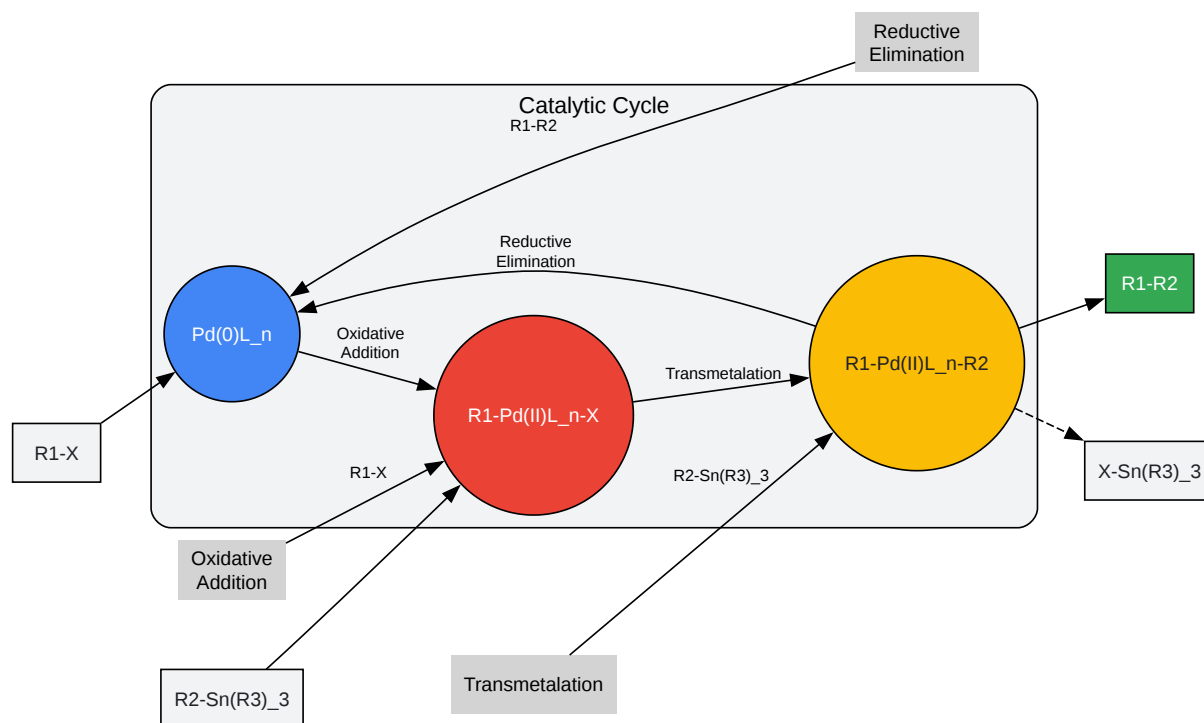 Reductive
Elimination
Catalytic Cycle
R1-R2
Reductive
Elimination
R1-R2
Pd(0)L_n
Oxidative
Addition
R1-Pd(II)L_n-R2
Transmetalation
R1-Pd(II)L_n-X
R1-X
R1-X
R2-Sn(R3)_3
X-Sn(R3)_3
Oxidative
Addition
Transmetalation
R2-Sn(R3)_3